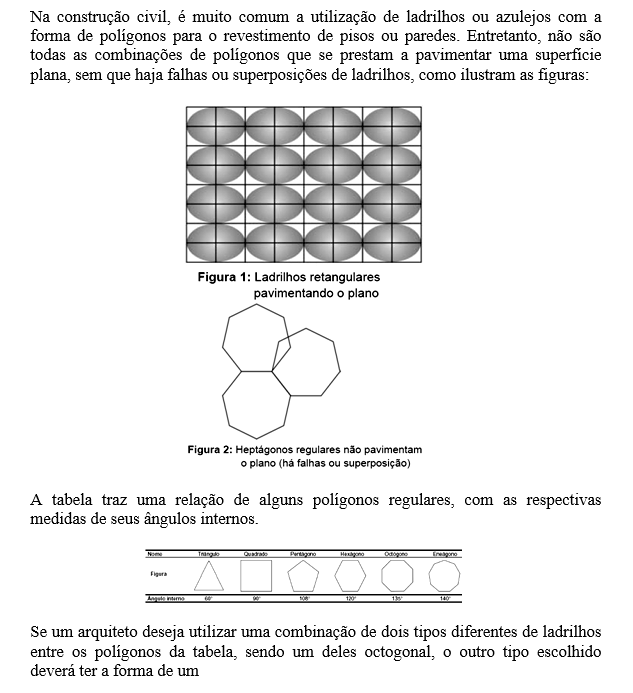 Na construção civil, é muito comum a utilização de ladrilhos ou azulejos com a
forma de polígonos para o revestimento de pisos ou paredes. Entretanto, não são
todas as combinações de polígonos que se prestam a pavimentar uma superfície
plana, sem que haja falhas ou superposições de ladrilhos, como ilustram as figuras:
Figura 1: Ladrilhos retangulares
pavimentando o plano
Figura 2: Heptágonos regulares não pavimentam
o plano (há falhas ou superposição)
A tabela traz uma relação de alguns polígonos regulares, com as respectivas
medidas de seus ângulos internos.
Nome Triângulo Quadrado Pentágono Hexágono Octógono Eneágono
Figura
Ângulo interno 60° 90° 108° 120° 135° 140°
Se um arquiteto deseja utilizar uma combinação de dois tipos diferentes de ladrilhos
entre os polígonos da tabela, sendo um deles octogonal, o outro tipo escolhido
deverá ter a forma de um